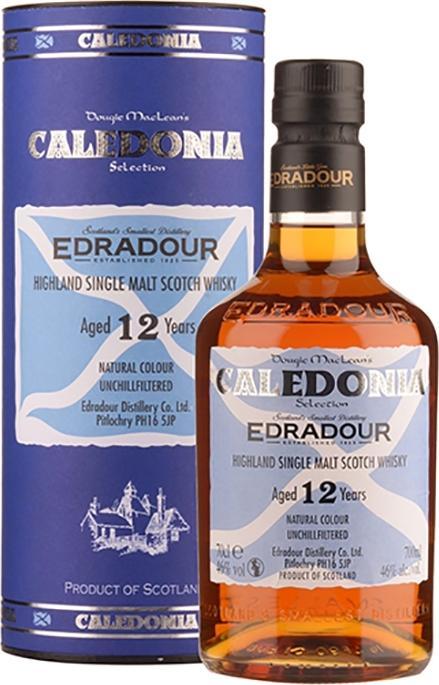 CALEDONIA
Dougie MacLean's
CALEDONIA
Selection
Scotland's Smallest Distillery
EDRADOUR
ESTABLISHED 1825
HIGHLAND SINGLE MALT SCOTCH WHISKY
Aged 12 Years
NATURAL COLOUR
UNCHILLFILTERED
Edradour Distillery Co. Ltd.
Pitlochry PH16 5JP
PRODUCT OF SCOTLAN
CALEDONIA
EDRADOUR
ESTABLISHED 1825
EDRADOUR
Dougie MacLean's
CALEDONIA
Selection
Scotland's Smallest Distillery
EDRADOUR
ESTABLISHED 1825
HIGHLAND SINGLE MALT SCOTCH WHISKY
Aged 12 Years
NATURAL COLOUR
UNCHILLFILTERED
70cl e
46% vol
Edradour Distillery Co. Ltd.
Pitlochry PH16 5JP
PRODUCT OF SCOTLAND
700ml
46% alc/vol